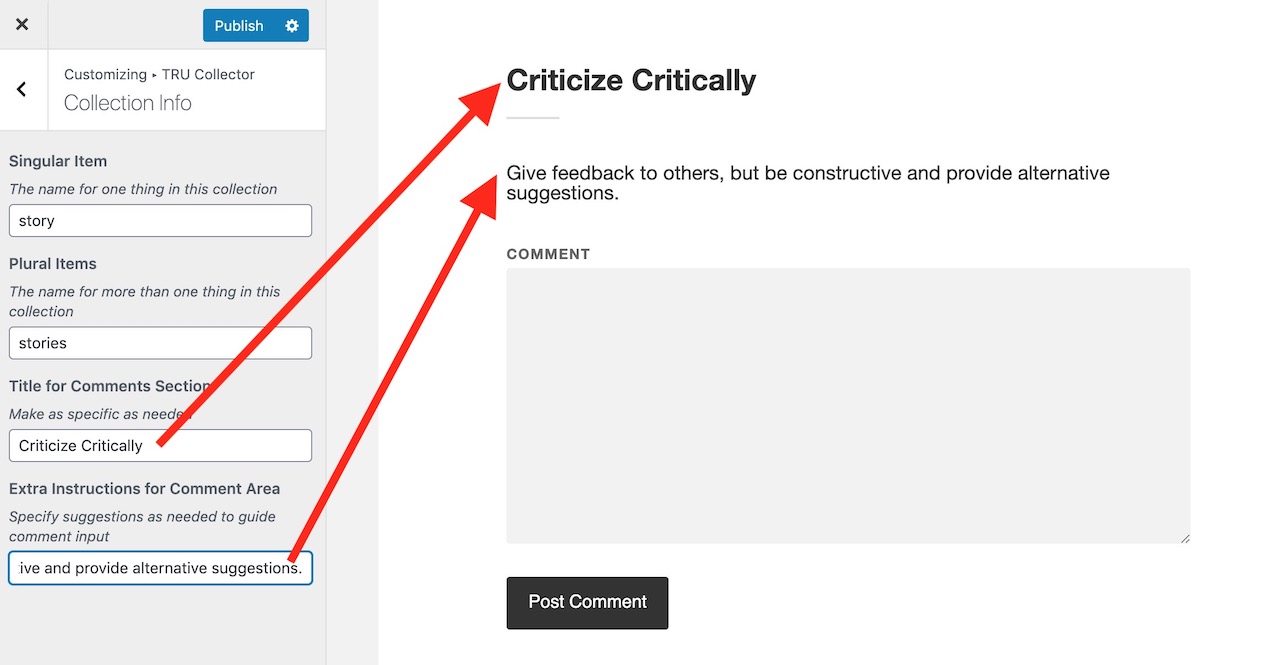 Publish
Customizing ▸ TRU Collector
Collection Info
Singular Item
The name for one thing in this collection
story
Plural Items
The name for more than one thing in this
collection
stories
Title for Comments Section
Make as specific as needed
Criticize Critically
Extra Instructions for Comment Area
Specify suggestions as needed to guide
comment input
ive and provide alternative suggestions.
Criticize Critically
Give feedback to others, but be constructive and provide alternative
suggestions.
COMMENT
Post Comment